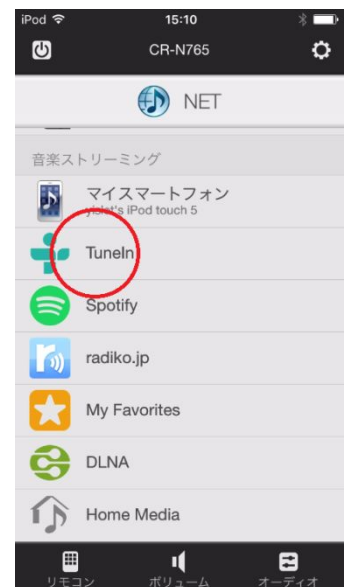 iPod 15:10
CR-N765
NET
音楽ストリーミング
マイスマートフォン
iPod touch 5
TuneIn
Spotify
radiko.jp
My Favorites
DLNA
Home Media
リモコン ボリューム オーディオ